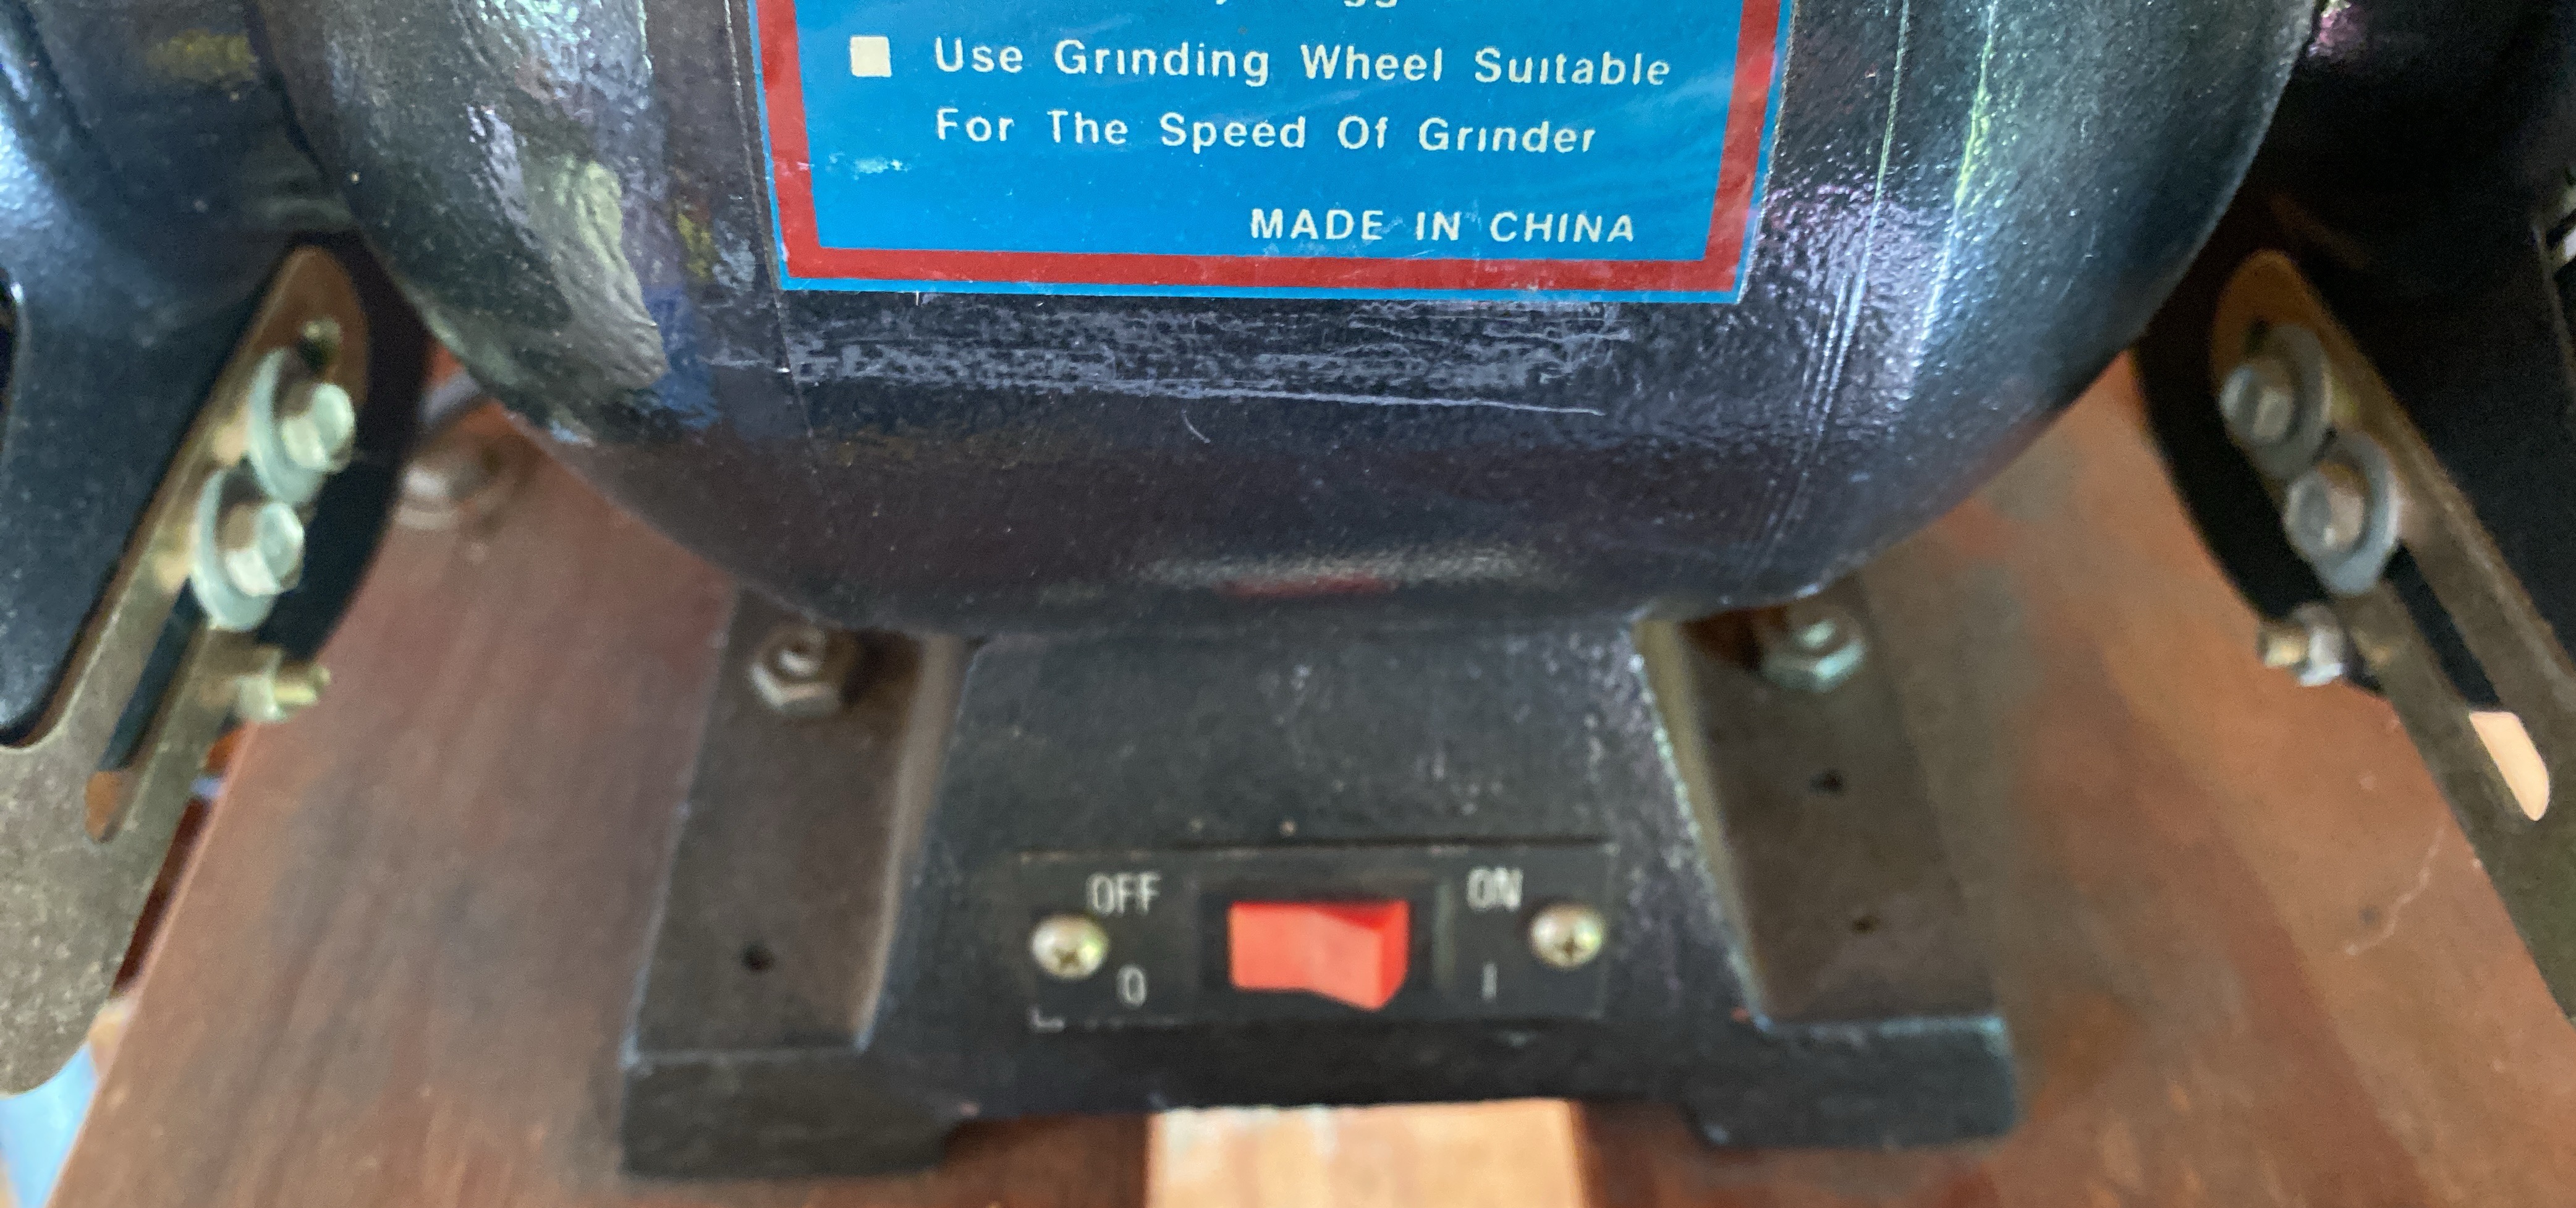 Use Grinding Wheel Suitable
For The Speed Of Grinder
MADE IN CHINA
OFF ON
0 I